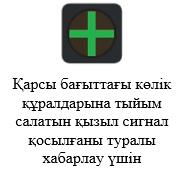 Қарсы бағыттағы көлік
құралдарына тыйым
салатын қызыл сигнал
қосылғаны туралы
хабарлау үшін